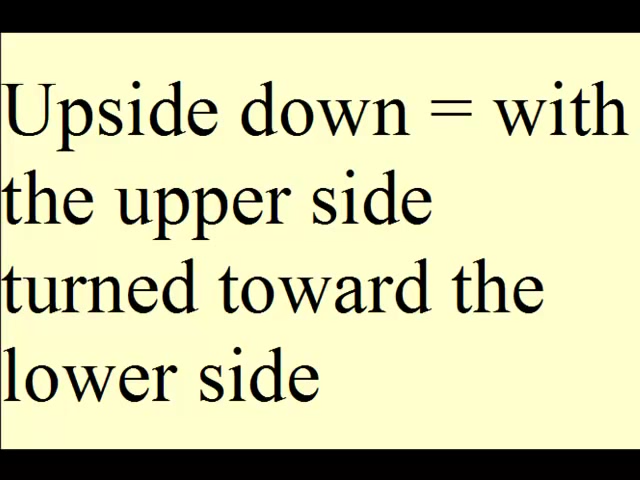 Upside down = with
the upper side
turned toward the
lower side